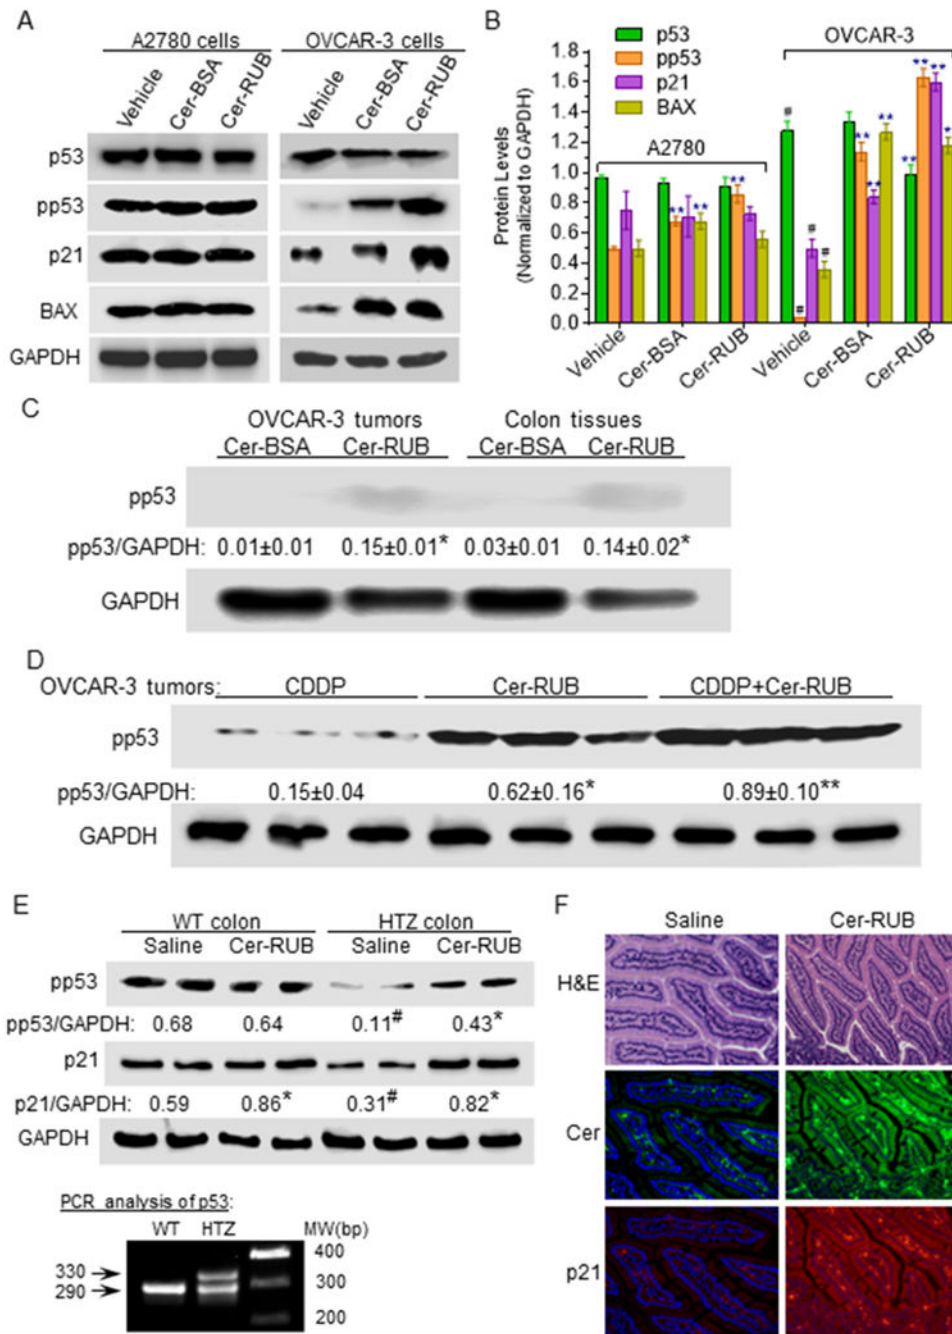 A
A2780 cells
OVCAR-3 cells
Vehicle
Cer-BSA
Cer-RUB
Vehicle
Cer-BSA
Cer-RUB
p53
pp53
p21
BAX
GAPDH
B
p53
pp53
p21
BAX
OVCAR-3
A2780
Protein Levels
(Normalized to GAPDH)
1.8
1.6
1.4
1.2
1.0
0.8
0.6
0.4
0.2
0.0
** ** ** # # # # ** ** ** ** ** ** *
Vehicle
Cer-BSA
Cer-RUB
Vehicle
Cer-BSA
Cer-RUB
C
OVCAR-3 tumors Colon tissues
Cer-BSA Cer-RUB Cer-BSA Cer-RUB
pp53
pp53/GAPDH: 0.01±0.01 0.15±0.01* 0.03±0.01 0.14±0.02*
GAPDH
D
OVCAR-3 tumors: CDDP Cer-RUB CDDP+Cer-RUB
pp53
pp53/GAPDH: 0.15±0.04 0.62±0.16* 0.89±0.10**
GAPDH
E
WT colon HTZ colon
Saline Cer-RUB Saline Cer-RUB
pp53
pp53/GAPDH: 0.68 0.64 0.11# 0.43*
p21
p21/GAPDH: 0.59 0.86* 0.31# 0.82*
GAPDH
PCR analysis of p53:
WT HTZ MW(bp)
400
330
300
290
200
F
Saline Cer-RUB
H&E
Cer
p21